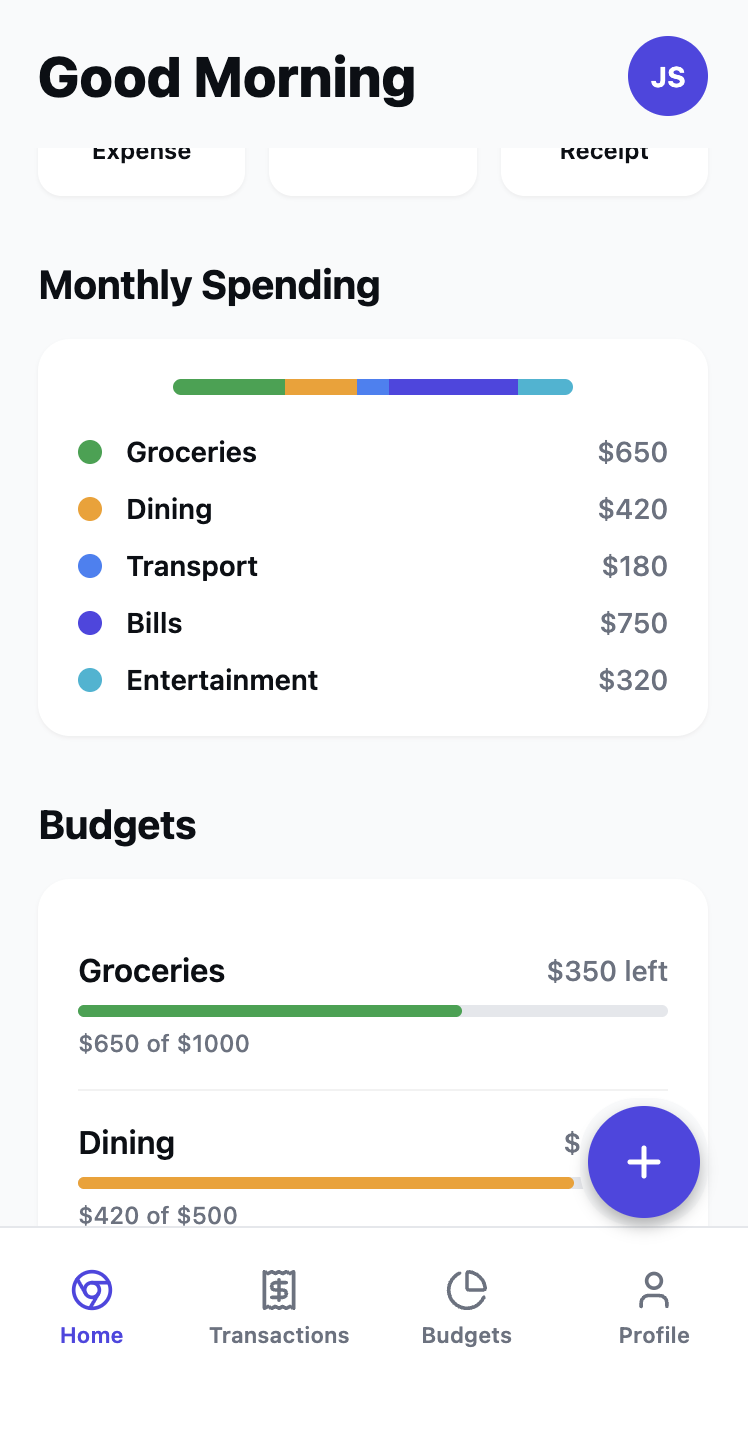 Good Morning
JS
Expense
Receipt
Monthly Spending
Groceries $650
Dining $420
Transport $180
Bills $750
Entertainment $320
Budgets
Groceries $350 left
$650 of $1000
Dining $
$420 of $500
Home Transactions Budgets Profile